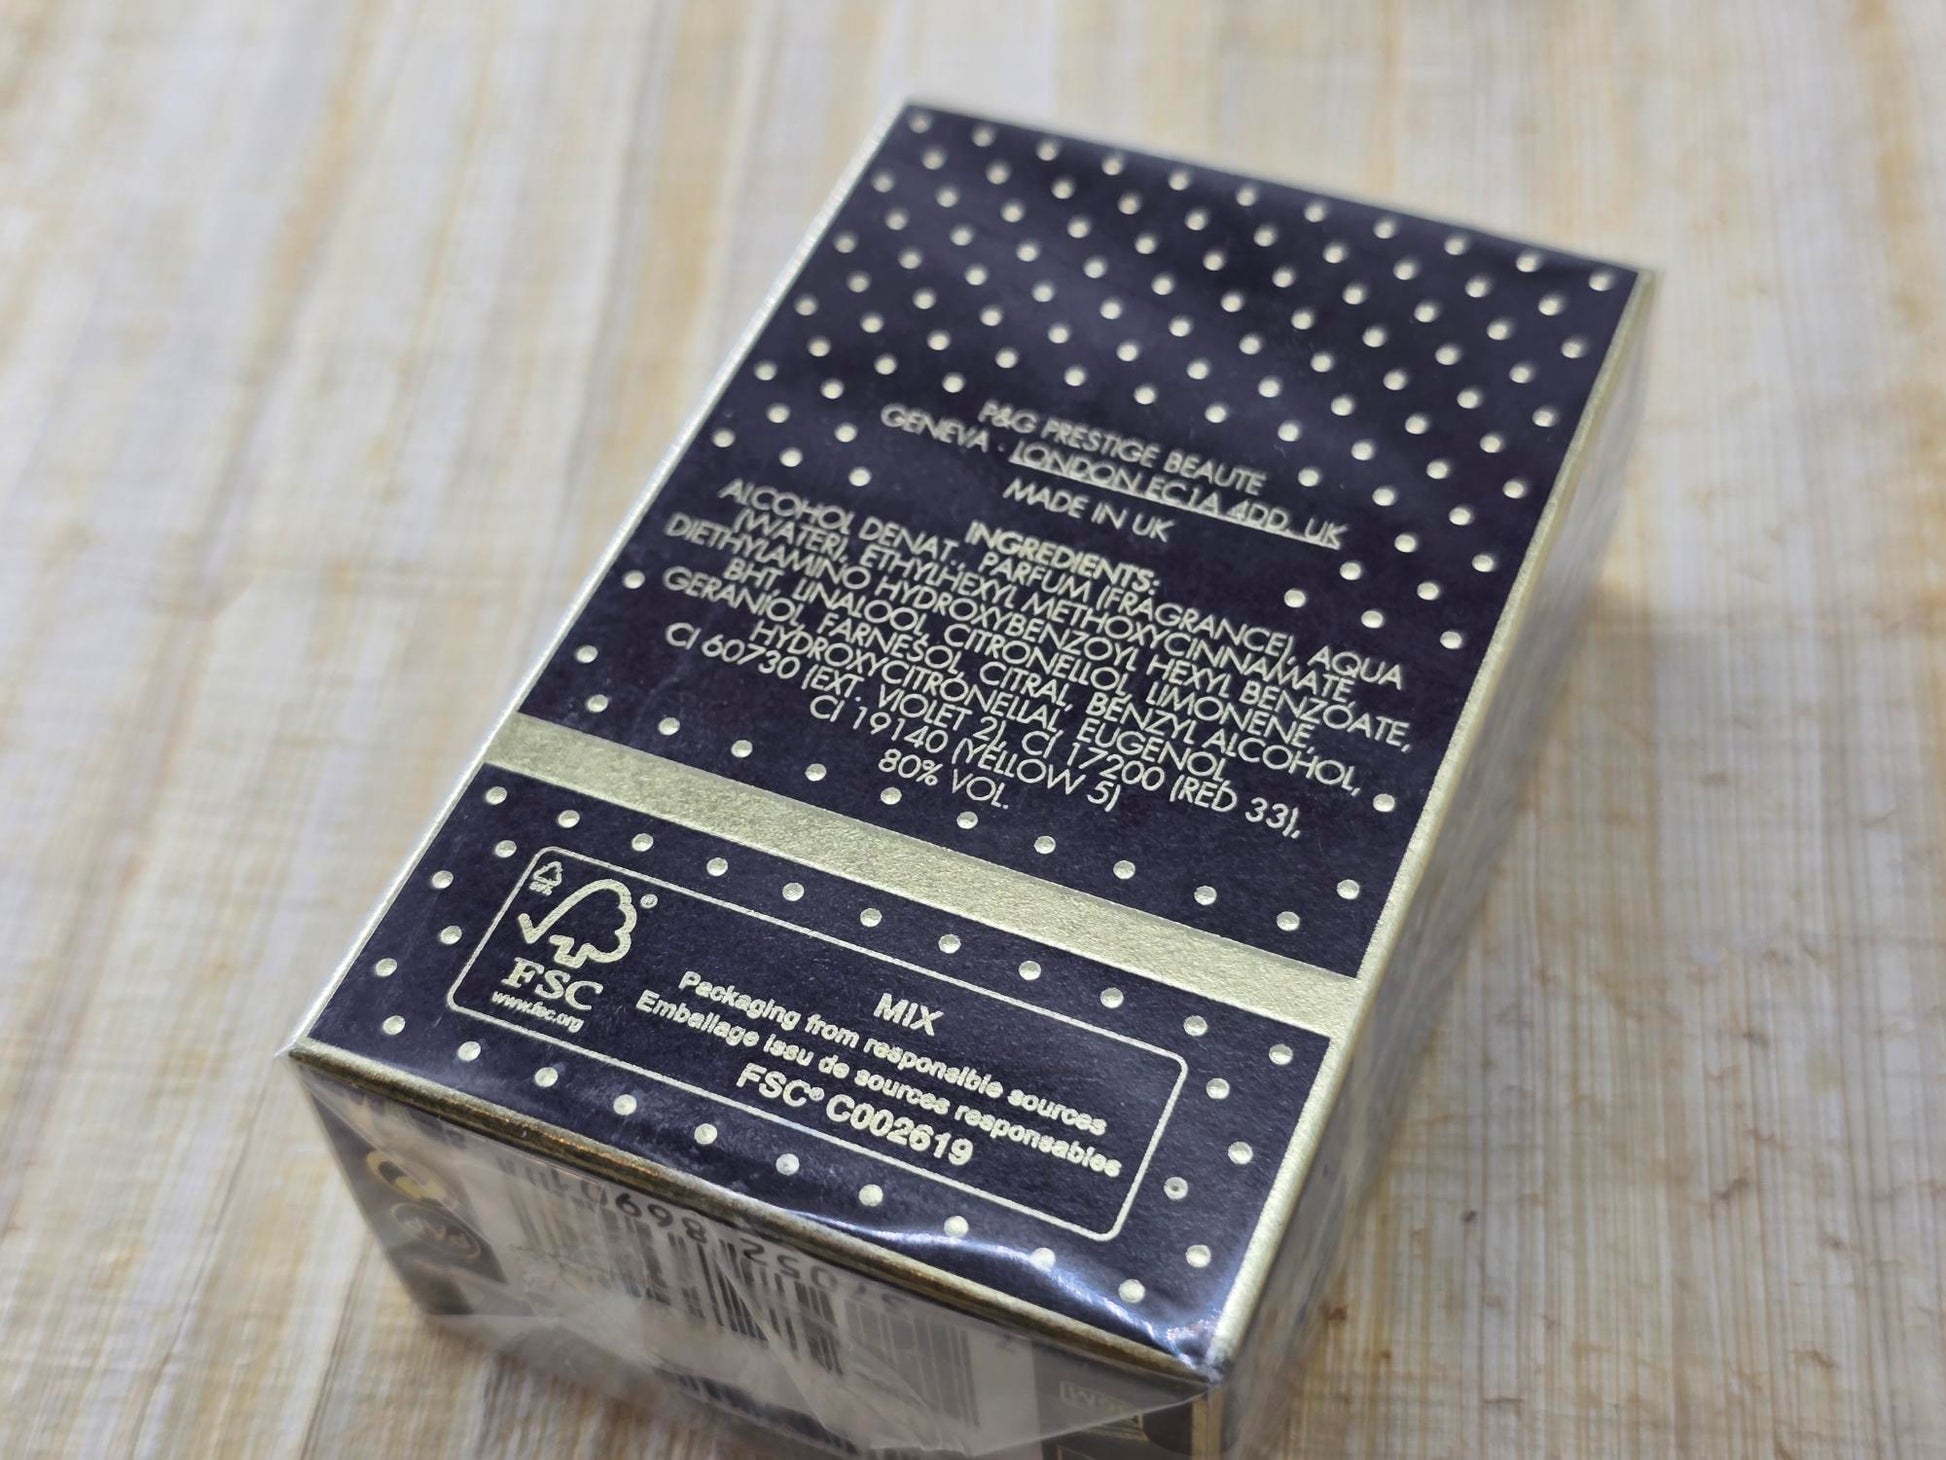 P&G PRESTIGE BEAUTE
GENEVA · LONDON EC1A 4DD, UK
MADE IN UK
INGREDIENTS:
ALCOHOL DENAT., PARFUM (FRAGRANCE), AQUA
(WATER), ETHYLHEXYL METHOXYCINNAMATE,
DIETHYLAMINO HYDROXYBENZOYL HEXYL BENZOATE,
BHT, LINALOOL, CITRONELLOL, LIMONENE,
GERANIOL, FARNESOL, CITRAL, BENZYL ALCOHOL,
HYDROXYCITRONELLAL, EUGENOL,
CI 60730 (EXT. VIOLET 2), CI 17200 (RED 33),
CI 19140 (YELLOW 5)
80% VOL.
FSC
www.fsc.org
MIX
Packaging from responsible sources
Emballage issu de sources responsables
FSC® C002619